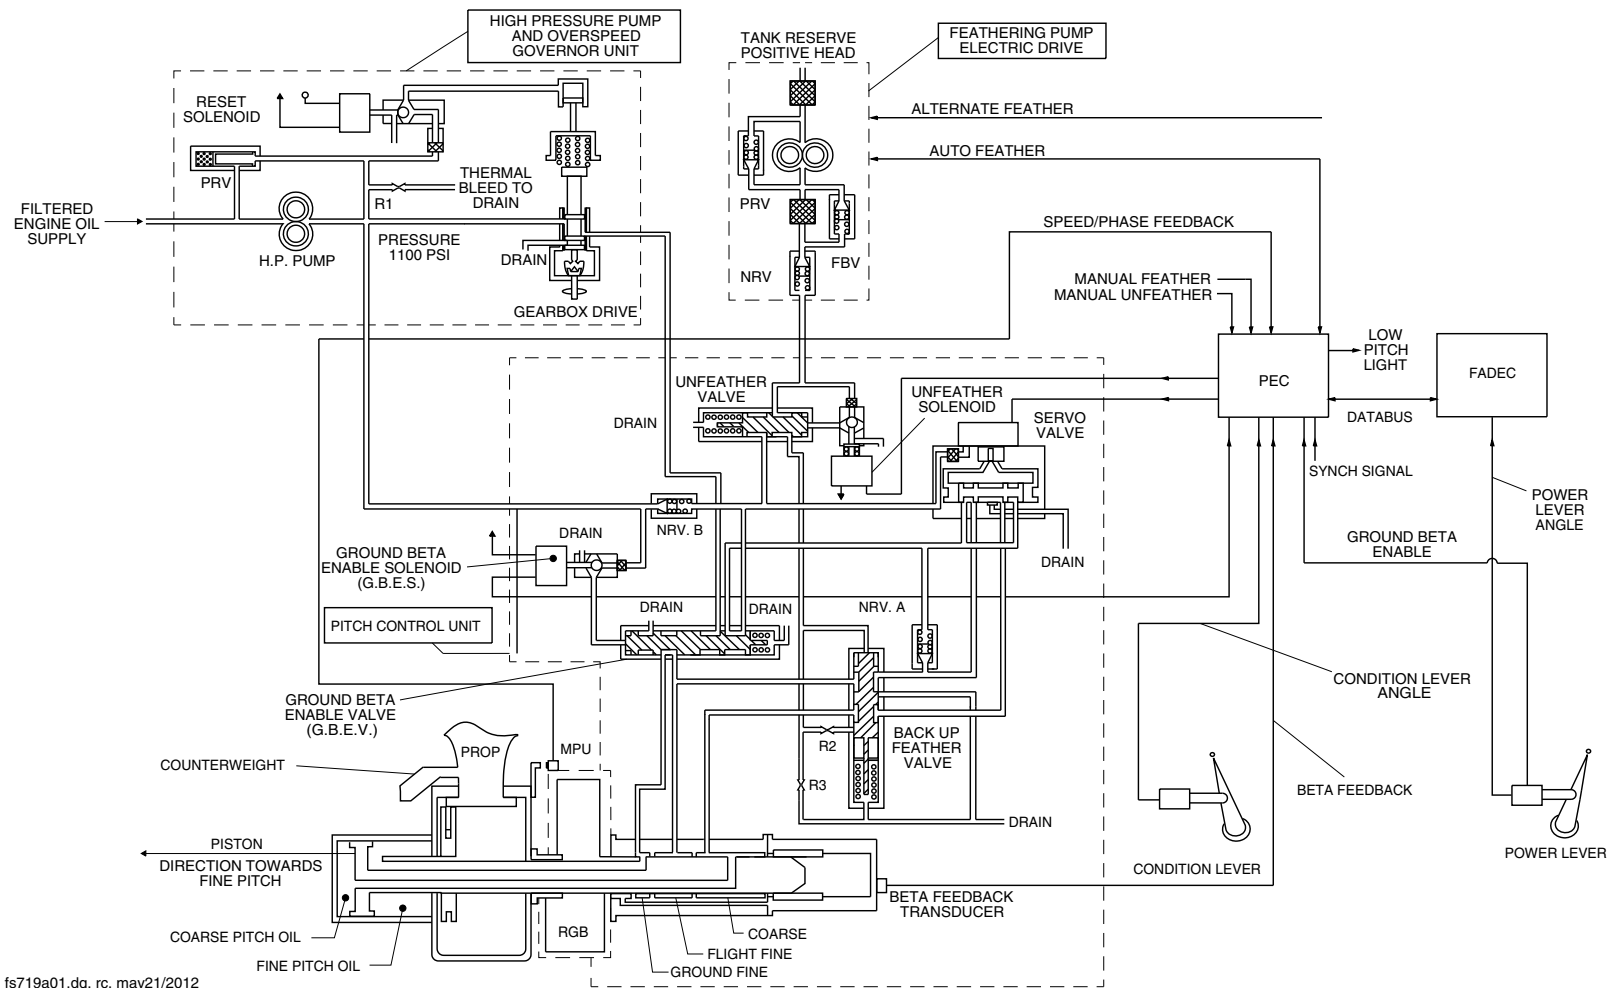 HIGH PRESSURE PUMP
AND OVERSPEED
GOVERNOR UNIT
TANK RESERVE
POSITIVE HEAD
FEATHERING PUMP
ELECTRIC DRIVE
RESET
SOLENOID
ALTERNATE FEATHER
AUTO FEATHER
PRV
THERMAL
BLEED TO
DRAIN
R1
FILTERED
ENGINE OIL
SUPPLY
H.P. PUMP
PRESSURE
1100 PSI
DRAIN
GEARBOX DRIVE
PRV
NRV
FBV
SPEED/PHASE FEEDBACK
MANUAL FEATHER
MANUAL UNFEATHER
LOW
PITCH
LIGHT
PEC
FADEC
DATABUS
SYNCH SIGNAL
POWER
LEVER
ANGLE
UNFEATHER
VALVE
UNFEATHER
SOLENOID
DRAIN
SERVO
VALVE
NRV. B
DRAIN
GROUND BETA
ENABLE SOLENOID
(G.B.E.S.)
GROUND BETA
ENABLE
DRAIN
PITCH CONTROL UNIT
DRAIN
DRAIN
NRV. A
CONDITION LEVER
ANGLE
GROUND BETA
ENABLE VALVE
(G.B.E.V.)
BACK UP
FEATHER
VALVE
R2
R3
COUNTERWEIGHT
PROP
MPU
BETA FEEDBACK
DRAIN
PISTON
DIRECTION TOWARDS
FINE PITCH
CONDITION LEVER
POWER LEVER
BETA FEEDBACK
TRANSDUCER
COARSE PITCH OIL
FINE PITCH OIL
RGB
COARSE
FLIGHT FINE
GROUND FINE
fs719a01.dg, rc, may21/2012